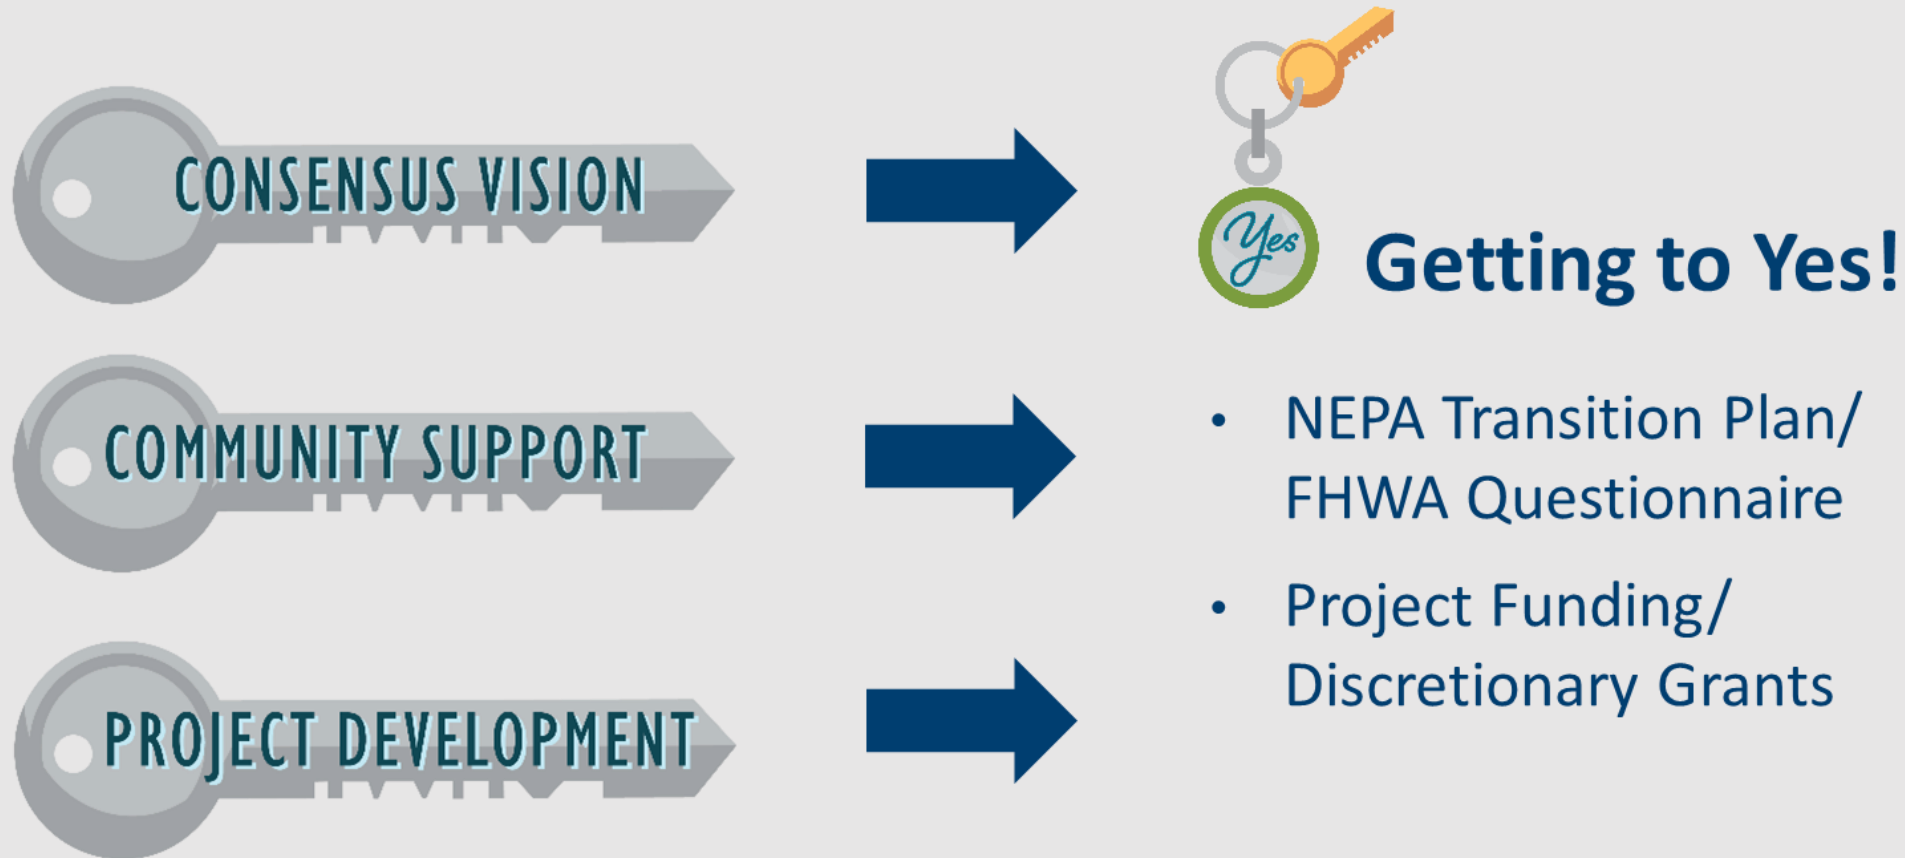 CONSENSUS VISION
COMMUNITY SUPPORT
PROJECT DEVELOPMENT
Yes
Getting to Yes!
• NEPA Transition Plan/
FHWA Questionnaire
• Project Funding/
Discretionary Grants